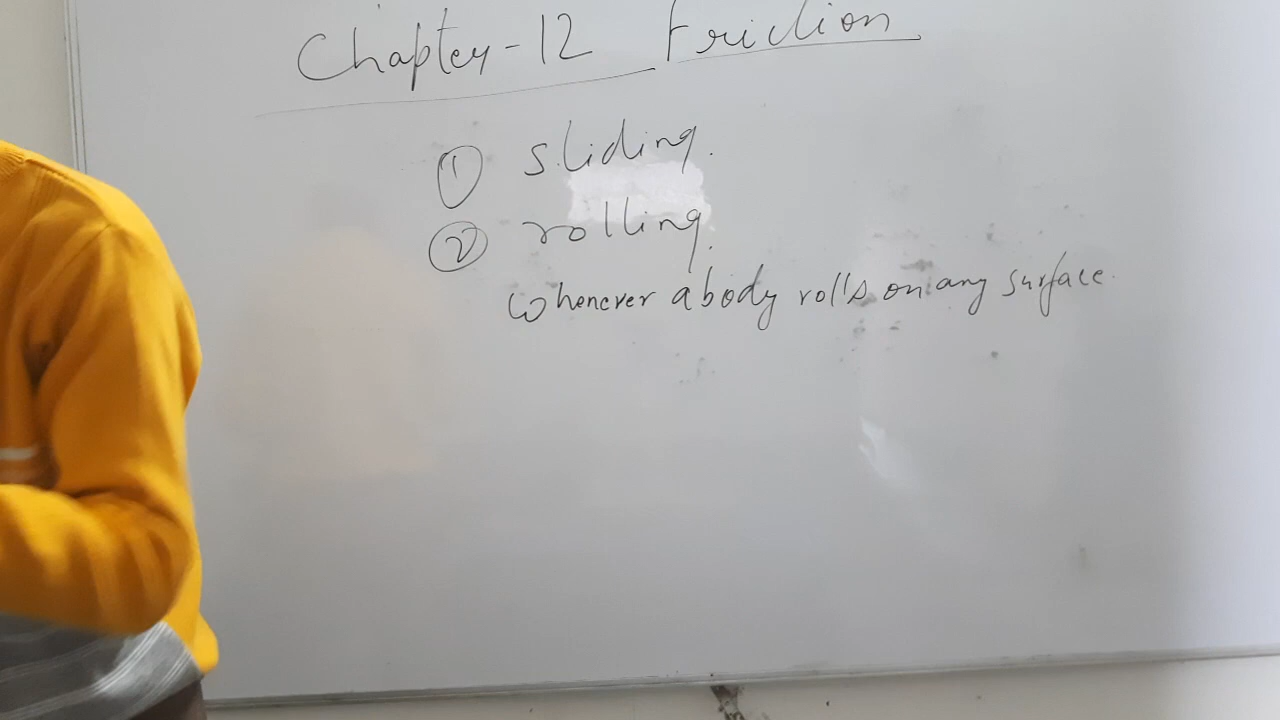 Chapter-12 Friction
① sliding.
② rolling.
Whenever a body rolls on any surface.